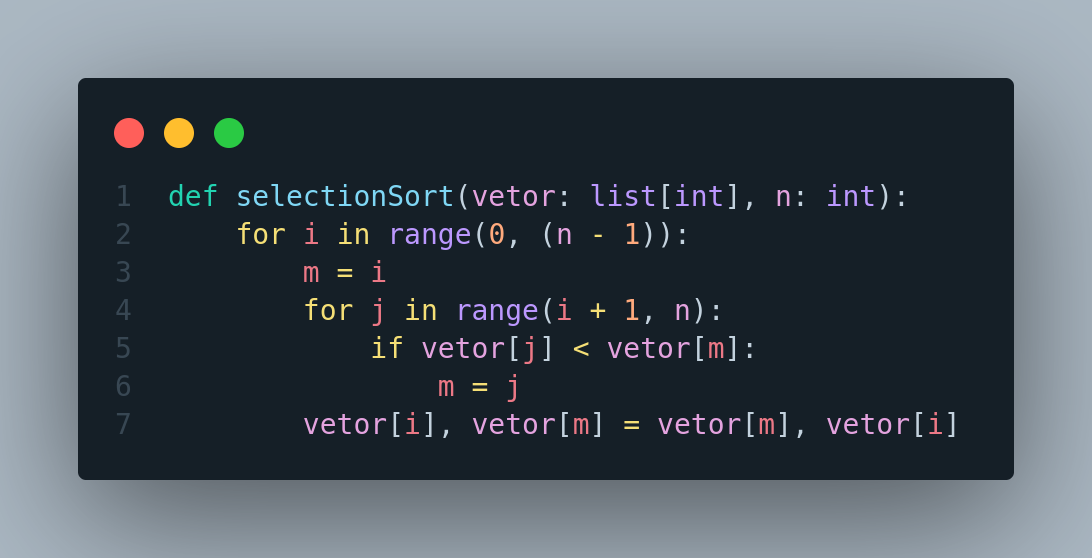 1 def selectionSort(vetor: list[int], n: int):
2     for i in range(0, (n - 1)):
3         m = i
4         for j in range(i + 1, n):
5             if vetor[j] < vetor[m]:
6                 m = j
7         vetor[i], vetor[m] = vetor[m], vetor[i]